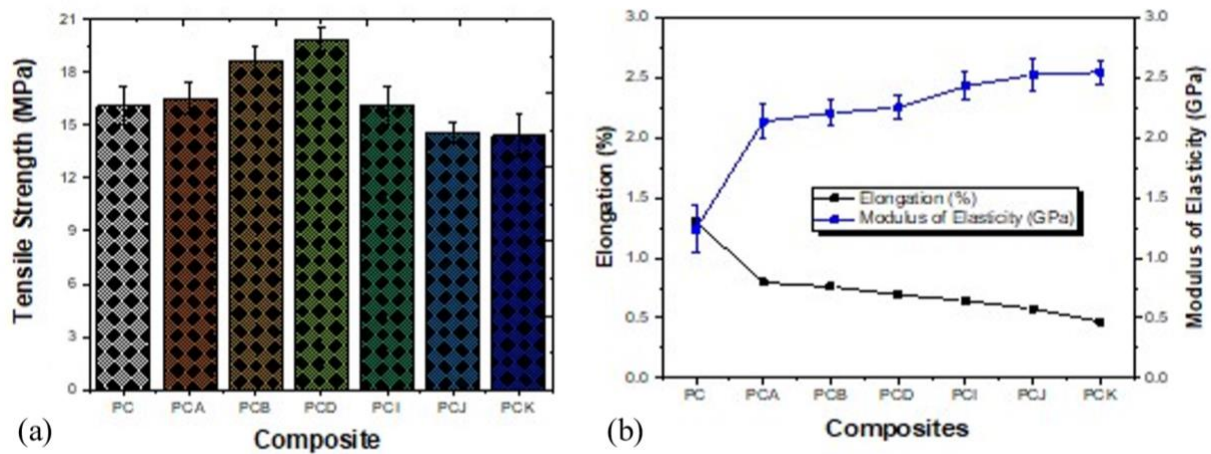 21
18
15
12
9
6
3
0
Tensile Strength (MPa)
PC PCA PCB PCD PCI PCJ PCK
Composite
(a)
3.0 3.0
2.5 2.5
2.0 2.0
1.5 1.5
1.0 1.0
0.5 0.5
0.0 0.0
Elongation (%)
Modulus of Elasticity (GPa)
Elongation (%)
Modulus of Elasticity (GPa)
PC PCA PCB PCD PCI PCJ PCK
Composites
(b)